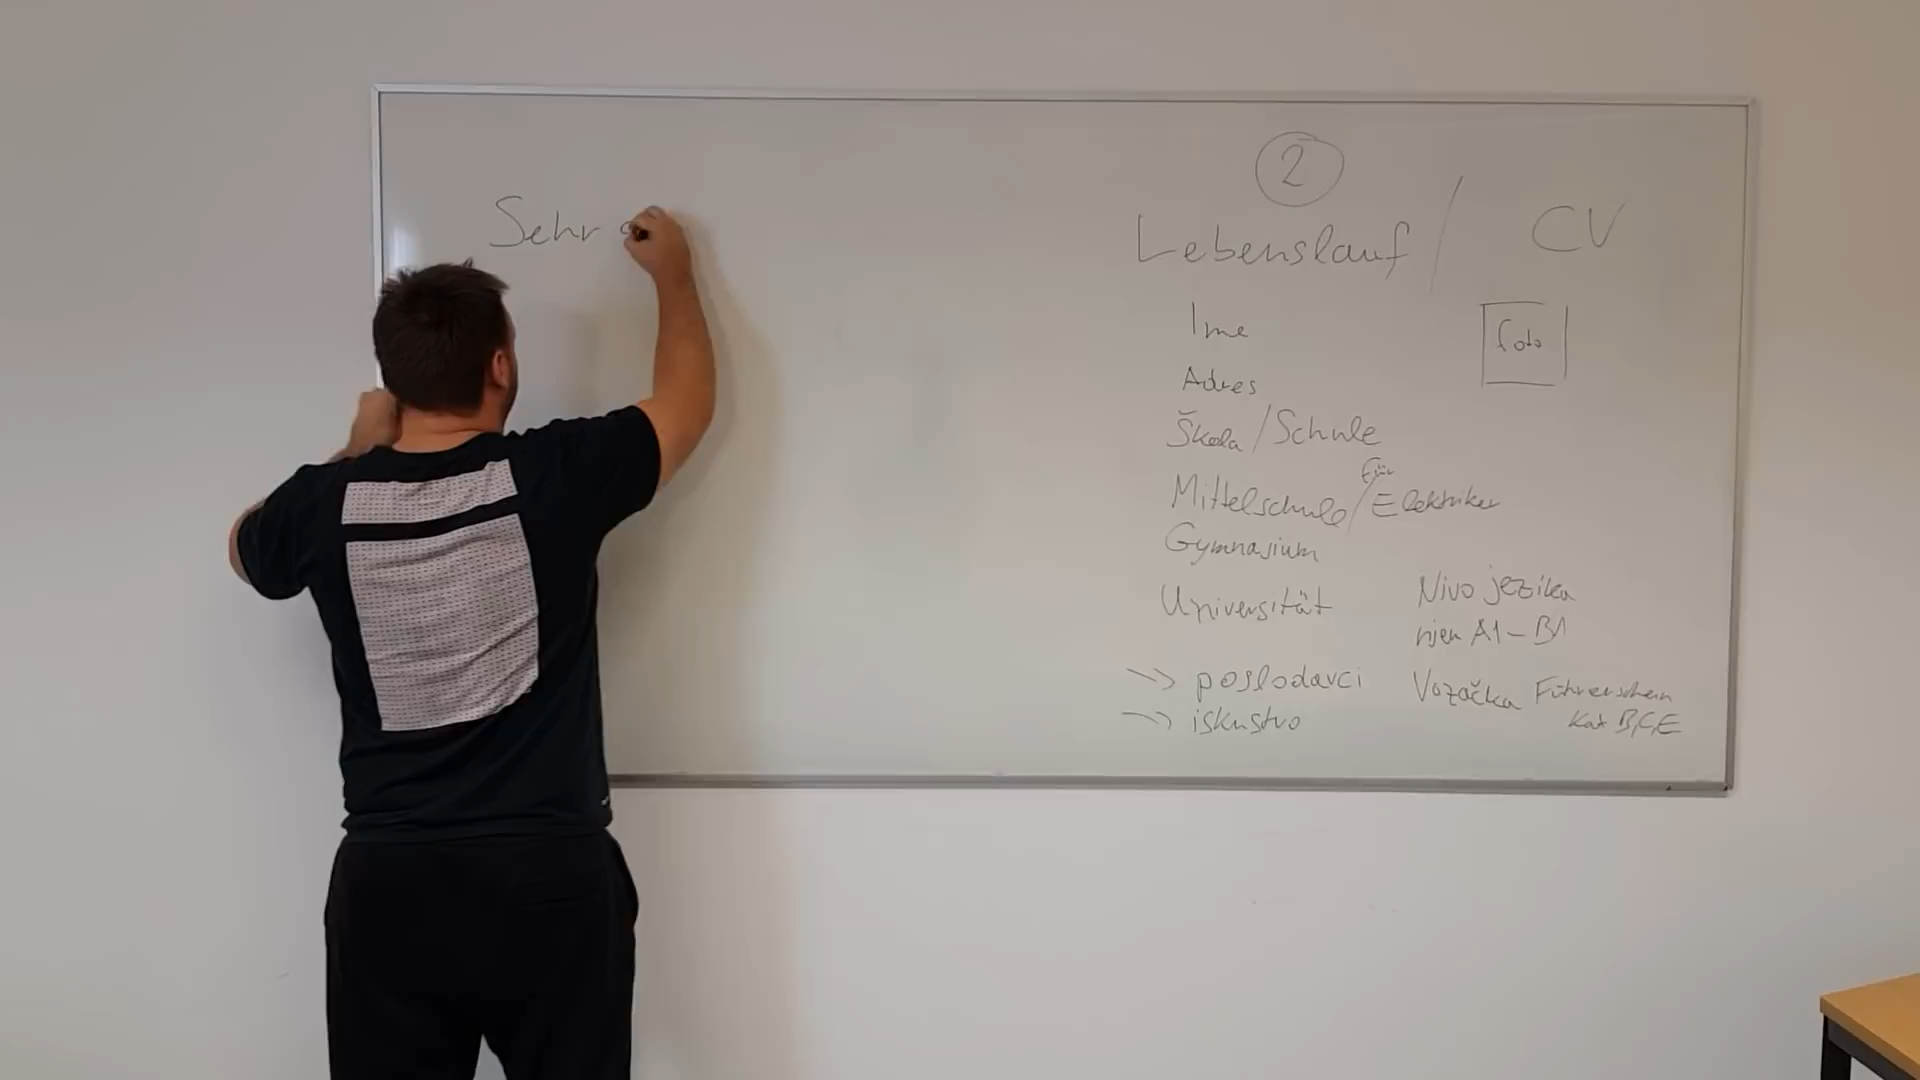 Sehr
2
Lebenslauf / CV
Ime
foto
Adres
Škola / Schule
Mittelschule / für Elektriker
Gymnasium
Universität
Nivo jezika
njem A1-B1
-> poslodavci
-> iskustvo
Vozačka Führerschein
Kat B,C,E